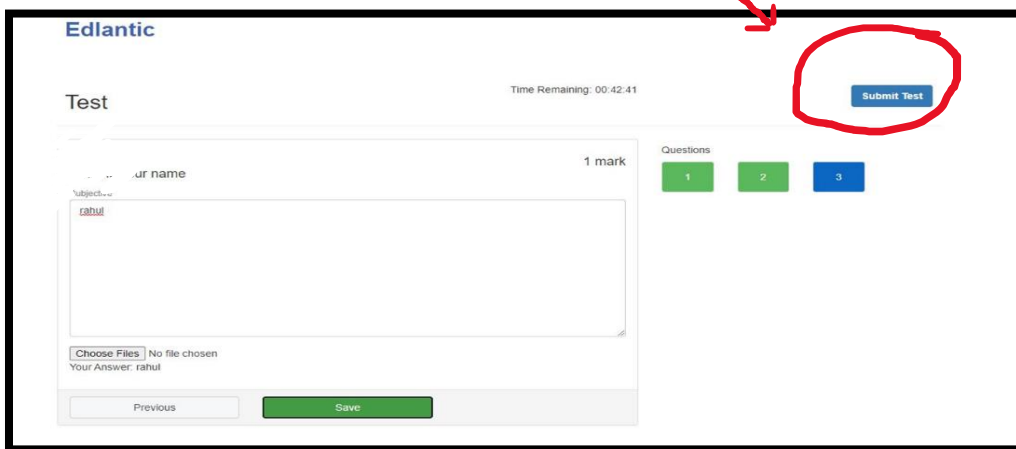 Edlantic
Test
Time Remaining: 00:42:41
Submit Test
ur name
1 mark
rahul
Choose Files No file chosen
Your Answer: rahul
Previous
Save
Questions
1 2 3